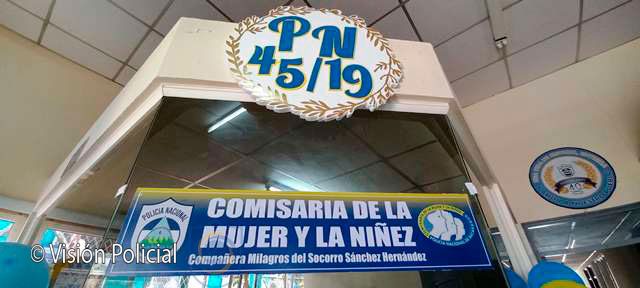 PN
45/19
40
POLICIA NACIONAL
COMISARIA DE LA
MUJER Y LA NIÑEZ
Compañera Milagros del Socorro Sánchez Hernández
© Visión Policial